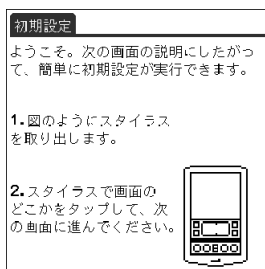 初期設定
ようこそ。次の画面の説明にしたがっ
て、簡単に初期設定が実行できます。
1.図のようにスタイラス
を取り出します。
2.スタイラスで画面の
どこかをタップして、次
の画面に進んでください。